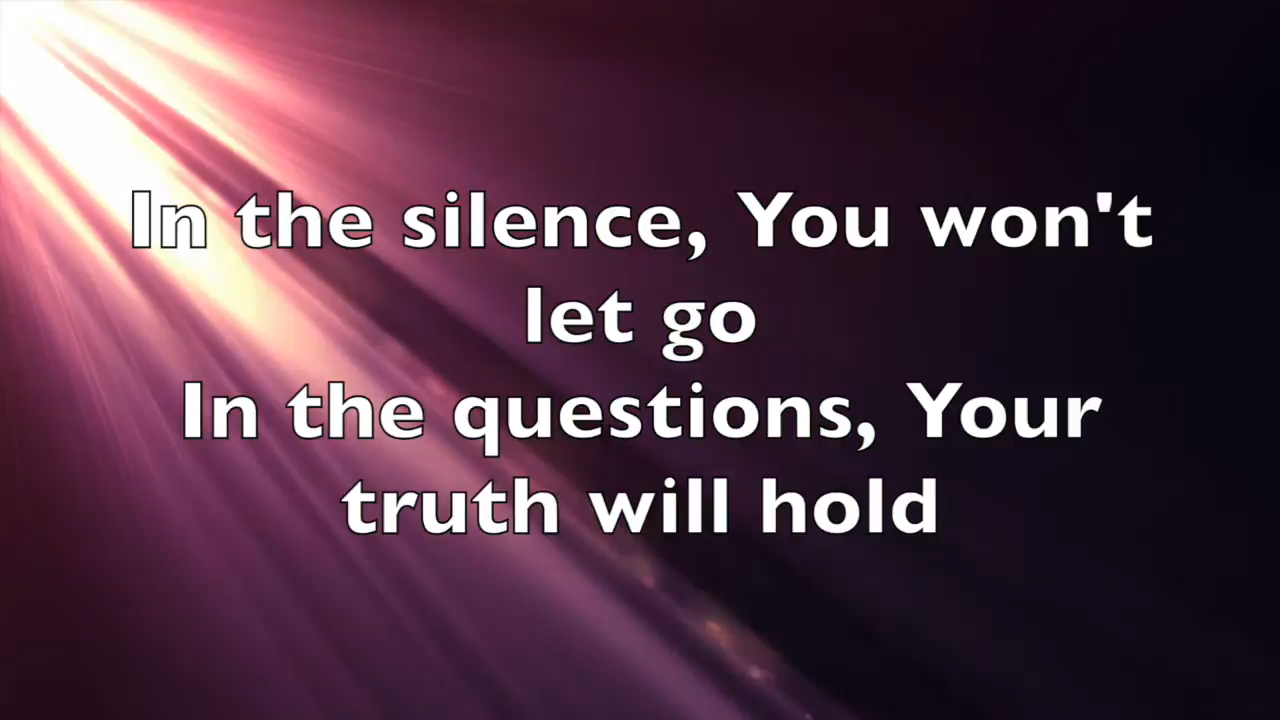 In the silence, You won't
let go
In the questions, Your
truth will hold